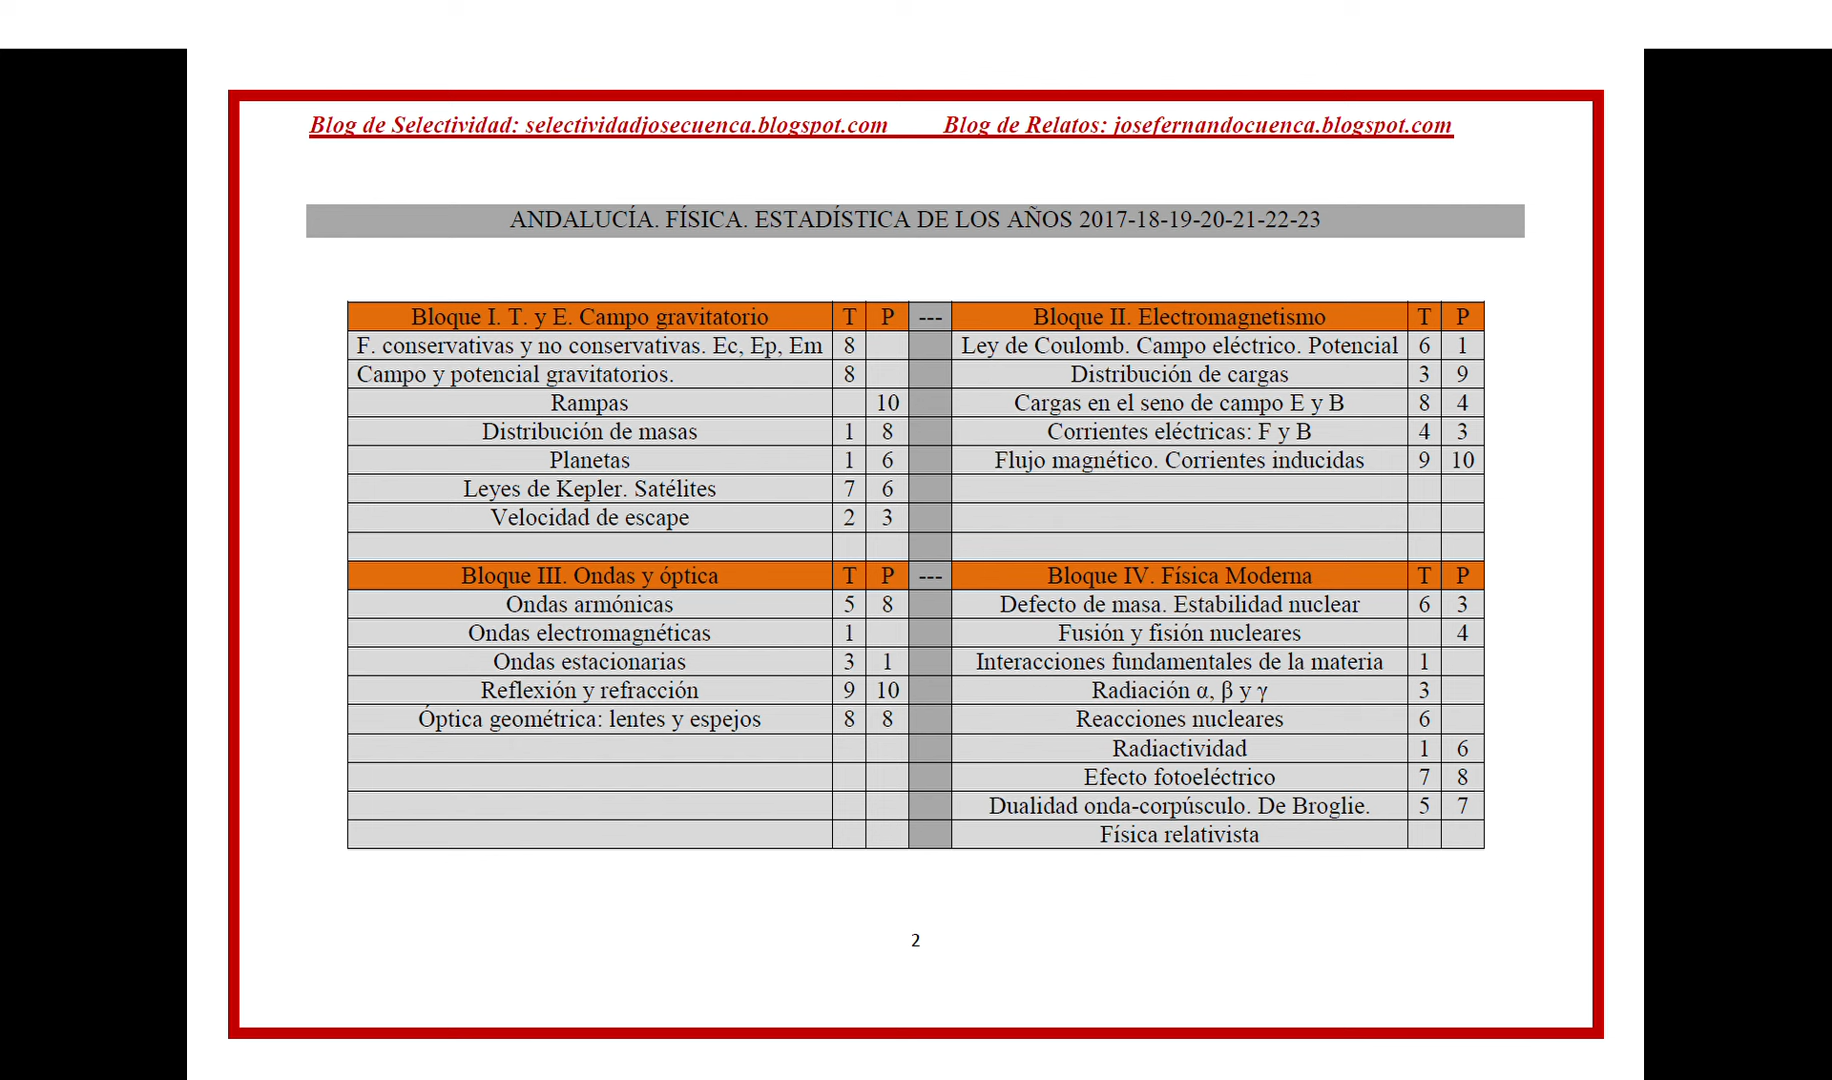 Blog de Selectividad: selectividadjosecuenca.blogspot.com Blog de Relatos: josefernandocuenca.blogspot.com
ANDALUCÍA. FÍSICA. ESTADÍSTICA DE LOS AÑOS 2017-18-19-20-21-22-23
Bloque I. T. y E. Campo gravitatorio T P --- Bloque II. Electromagnetismo T P
F. conservativas y no conservativas. Ec, Ep, Em 8 Ley de Coulomb. Campo eléctrico. Potencial 6 1
Campo y potencial gravitatorios. 8 Distribución de cargas 3 9
Rampas 10 Cargas en el seno de campo E y B 8 4
Distribución de masas 1 8 Corrientes eléctricas: F y B 4 3
Planetas 1 6 Flujo magnético. Corrientes inducidas 9 10
Leyes de Kepler. Satélites 7 6
Velocidad de escape 2 3
Bloque III. Ondas y óptica T P --- Bloque IV. Física Moderna T P
Ondas armónicas 5 8 Defecto de masa. Estabilidad nuclear 6 3
Ondas electromagnéticas 1 Fusión y fisión nucleares 4
Ondas estacionarias 3 1 Interacciones fundamentales de la materia 1
Reflexión y refracción 9 10 Radiación α, β y γ 3
Óptica geométrica: lentes y espejos 8 8 Reacciones nucleares 6
Radiactividad 1 6
Efecto fotoeléctrico 7 8
Dualidad onda-corpúsculo. De Broglie. 5 7
Física relativista
2